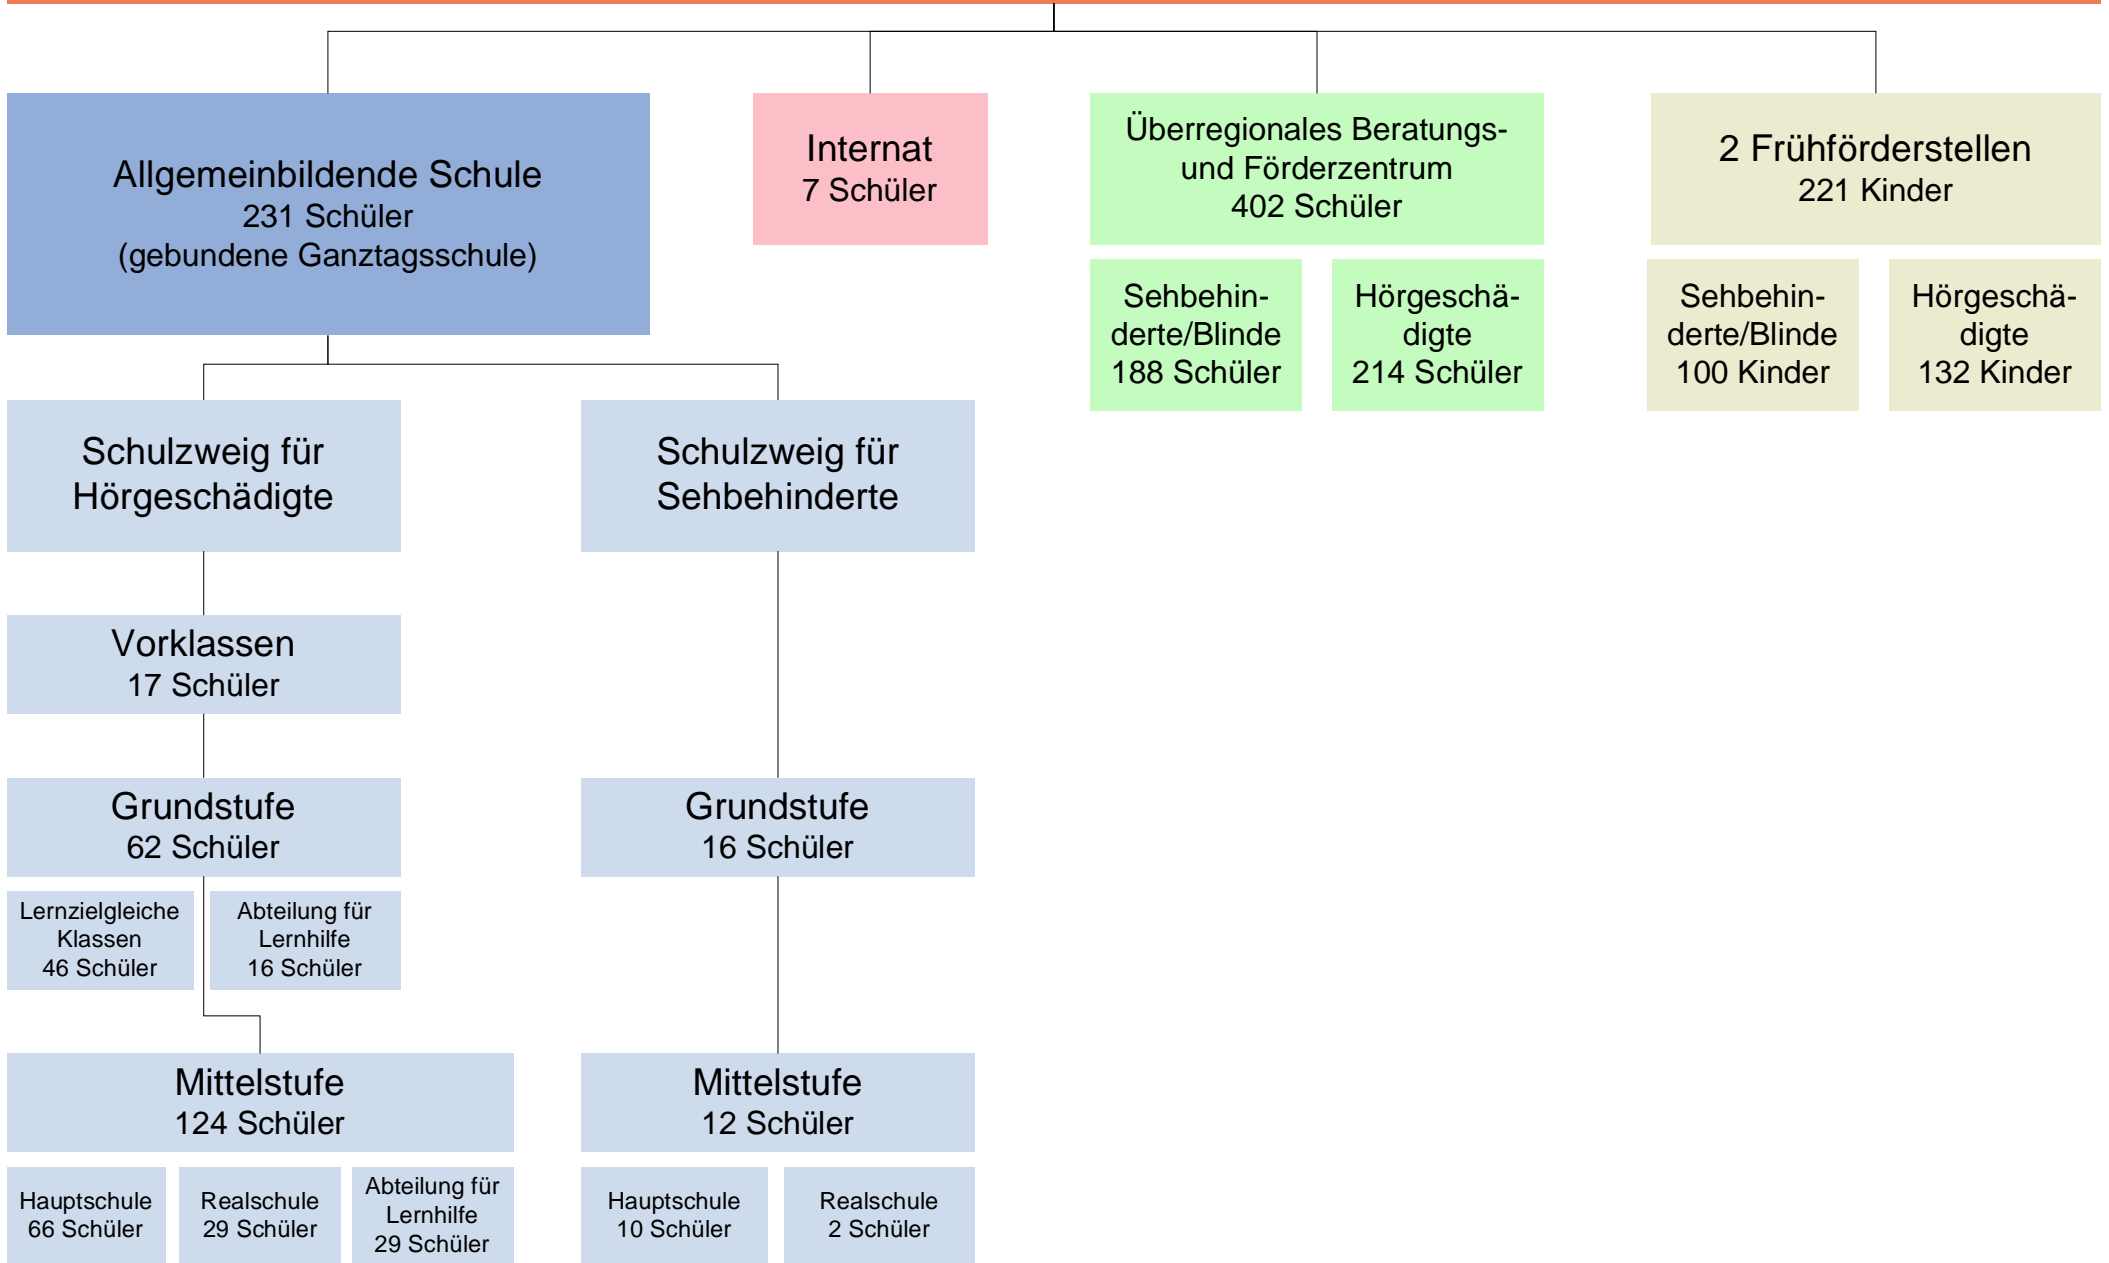 Allgemeinbildende Schule
231 Schüler
(gebundene Ganztagsschule)
Internat
7 Schüler
Überregionales Beratungs-
und Förderzentrum
402 Schüler
2 Frühförderstellen
221 Kinder
Sehbehin-
derte/Blinde
188 Schüler
Hörgeschä-
digte
214 Schüler
Sehbehin-
derte/Blinde
100 Kinder
Hörgeschä-
digte
132 Kinder
Schulzweig für
Hörgeschädigte
Schulzweig für
Sehbehinderte
Vorklassen
17 Schüler
Grundstufe
62 Schüler
Grundstufe
16 Schüler
Lernzielgleiche
Klassen
46 Schüler
Abteilung für
Lernhilfe
16 Schüler
Mittelstufe
124 Schüler
Mittelstufe
12 Schüler
Hauptschule
66 Schüler
Realschule
29 Schüler
Abteilung für
Lernhilfe
29 Schüler
Hauptschule
10 Schüler
Realschule
2 Schüler